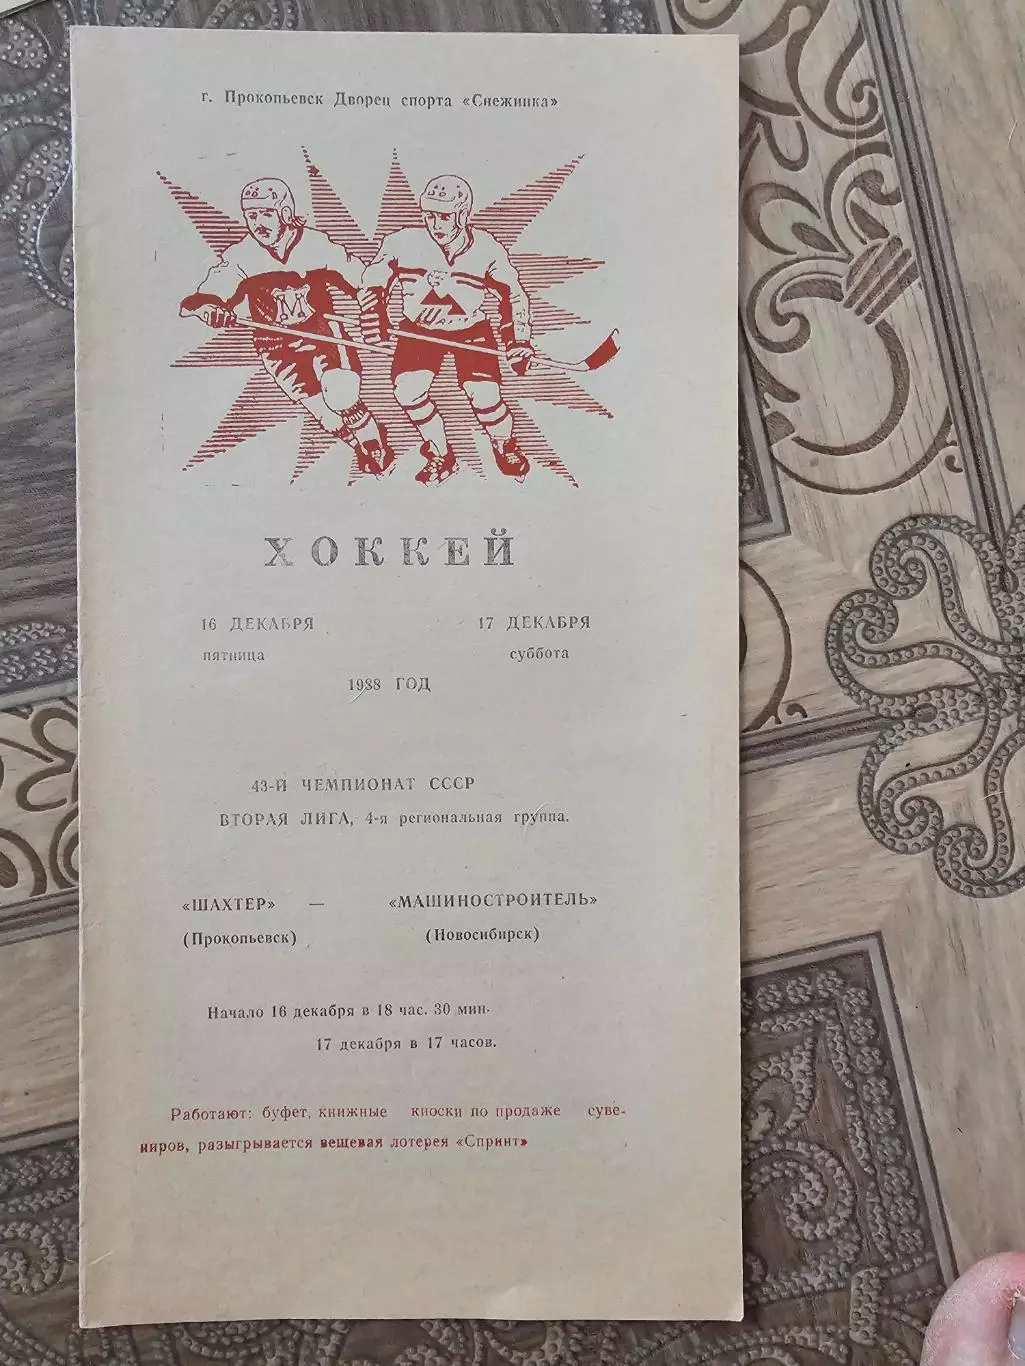 г. Прокопьевск Дворец спорта «Снежинка»
М
Ш
ХОККЕЙ
16 ДЕКАБРЯ 17 ДЕКАБРЯ
пятница суббота
1988 ГОД
43-Й ЧЕМПИОНАТ СССР
ВТОРАЯ ЛИГА, 4-я региональная группа.
«ШАХТЕР» — «МАШИНОСТРОИТЕЛЬ»
(Прокопьевск) (Новосибирск)
Начало 16 декабря в 18 час. 30 мин.
17 декабря в 17 часов.
Работают: буфет, книжные киоски по продаже суве-
ниров, разыгрывается вещевая лотерея «Спринт»